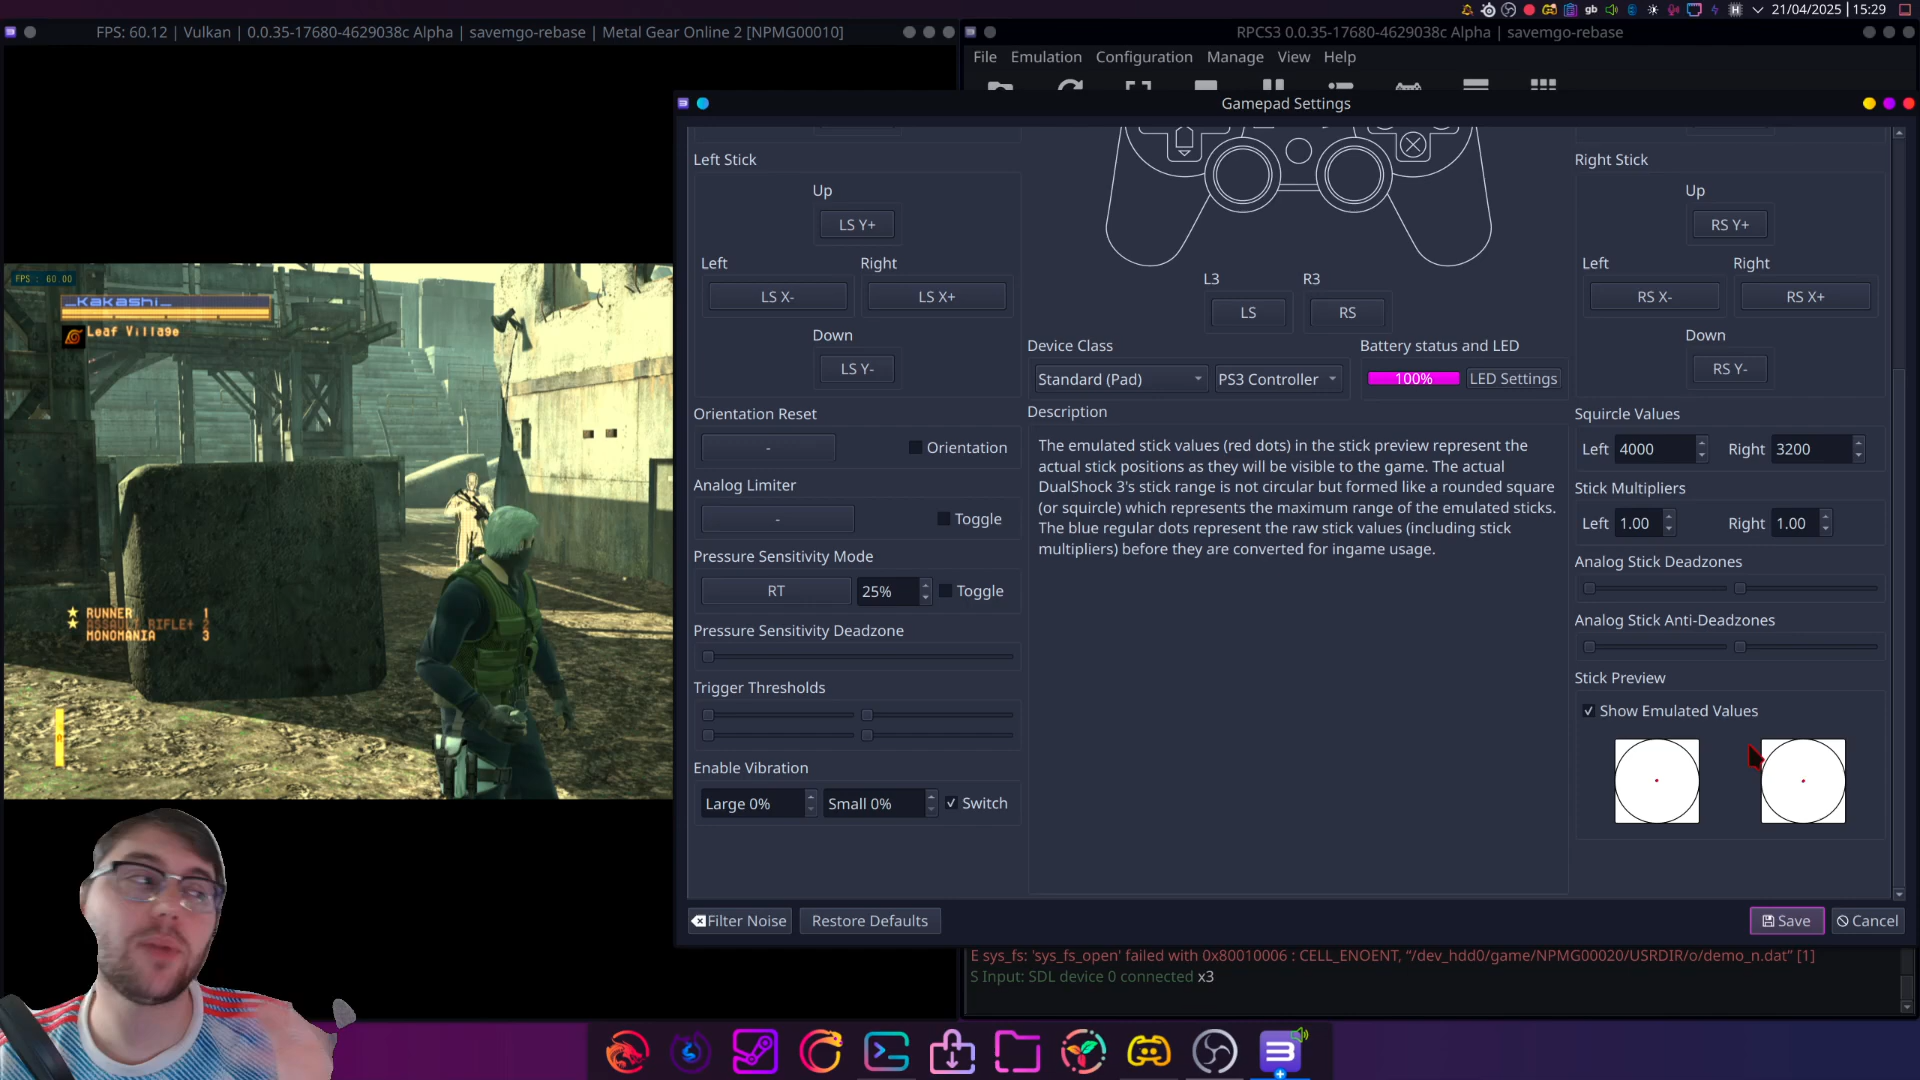 gb
21/04/2025 | 15:29
FPS: 60.12 | Vulkan | 0.0.35-17680-4629038c Alpha | savemgo-rebase | Metal Gear Online 2 [NPMG00010]
RPCS3 0.0.35-17680-4629038c Alpha | savemgo-rebase
File Emulation Configuration Manage View Help
Gamepad Settings
Left Stick
Up
LS Y+
Left Right
LS X- LS X+
Down
LS Y-
Orientation Reset
- Orientation
Analog Limiter
- Toggle
Pressure Sensitivity Mode
RT 25% Toggle
Pressure Sensitivity Deadzone
Trigger Thresholds
Enable Vibration
Large 0% Small 0% Switch
L3 R3
LS RS
Device Class
Standard (Pad) PS3 Controller
Battery status and LED
100% LED Settings
Description
The emulated stick values (red dots) in the stick preview represent the
actual stick positions as they will be visible to the game. The actual
DualShock 3's stick range is not circular but formed like a rounded square
(or squircle) which represents the maximum range of the emulated sticks.
The blue regular dots represent the raw stick values (including stick
multipliers) before they are converted for ingame usage.
Right Stick
Up
RS Y+
Left Right
RS X- RS X+
Down
RS Y-
Squircle Values
Left 4000 Right 3200
Stick Multipliers
Left 1.00 Right 1.00
Analog Stick Deadzones
Analog Stick Anti-Deadzones
Stick Preview
Show Emulated Values
Filter Noise Restore Defaults
Save Cancel
FPS : 60.00
_Kakashi_
Leaf Village
RUNNER 1
ASSAULT RIFLE+ 2
MONOMANIA 3
E sys_fs: 'sys_fs_open' failed with 0x80010006 : CELL_ENOENT, “/dev_hdd0/game/NPMG00020/USRDIR/o/demo_n.dat” [1]
S Input: SDL device 0 connected x3